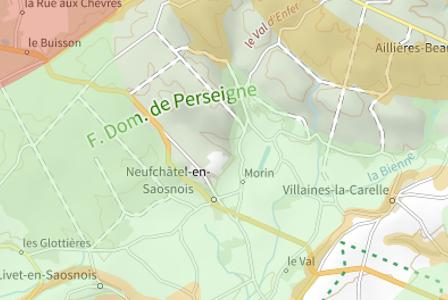 la Rue aux Chèvres
le Buisson
le Val d'Enfer
Aillières-Beau
F. Dom. de Perseigne
la Bienne
Neufchâtel-en-
Saosnois
Morin
Villaines-la-Carelle
les Glottières
le Val
Livet-en-Saosnois